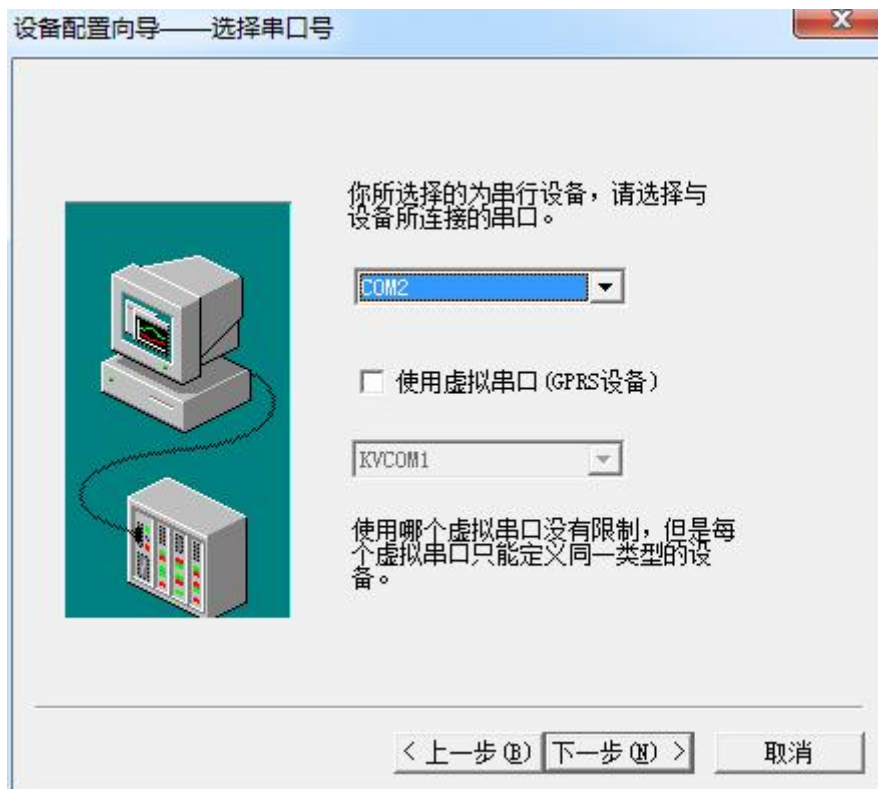 设备配置向导——选择串口号
你所选择的为串行设备，请选择与
设备所连接的串口。
COM2
使用虚拟串口(GPRS设备)
KVCOM1
使用哪个虚拟串口没有限制，但是每
个虚拟串口只能定义同一类型的设
备。
<上一步(B) 下一步(N)> 取消